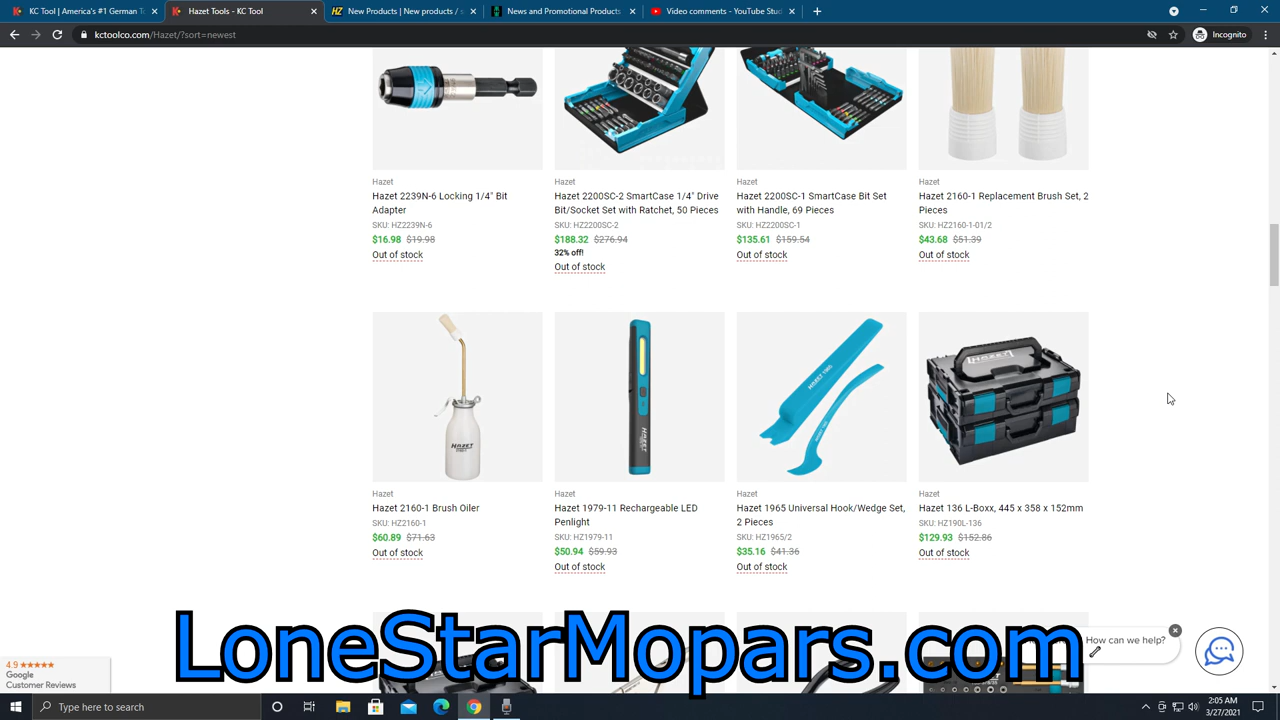 KC Tool | America's #1 German T
Hazet Tools - KC Tool
New Products / s
News and Promotional Products
Video comments - YouTube Stud
kctoolco.com/Hazet/?sort=newest
Incognito
Hazet
Hazet 2239N-6 Locking 1/4" Bit
Adapter
SKU: HZ2239N-6
$16.98 $19.98
Out of stock
Hazet
Hazet 2200SC-2 SmartCase 1/4" Drive
Bit/Socket Set with Ratchet, 50 Pieces
SKU: HZ2200SC-2
$188.32 $276.94
32% off!
Out of stock
Hazet
Hazet 2200SC-1 SmartCase Bit Set
with Handle, 69 Pieces
SKU: HZ2200SC-1
$135.61 $159.54
Out of stock
Hazet
Hazet 2160-1 Replacement Brush Set, 2
Pieces
SKU: HZ2160-1-01/2
$43.68 $51.39
Out of stock
HAZET
HAZET
HAZET 1965
HAZET
Hazet
Hazet 2160-1 Brush Oiler
SKU: HZ2160-1
$60.89 $71.63
Out of stock
Hazet
Hazet 1979-11 Rechargeable LED
Penlight
SKU: HZ1979-11
$50.94 $59.93
Out of stock
Hazet
Hazet 1965 Universal Hook/Wedge Set,
2 Pieces
SKU: HZ1965/2
$35.16 $41.36
Out of stock
Hazet
Hazet 136 L-Boxx, 445 x 358 x 152mm
SKU: HZ190L-136
$129.93 $152.86
Out of stock
LoneStarMopars.com
How can we help?
4.9 ★★★★★
Google
Customer Reviews
Type here to search
2:05 AM
3/27/2021